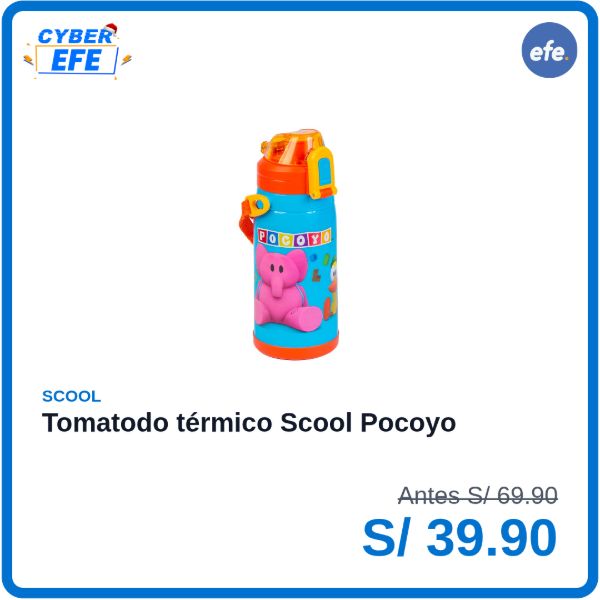 CYBER
EFE
efe.
POCOYO
SCOOL
Tomatodo térmico Scool Pocoyo
Antes S/ 69.90
S/ 39.90